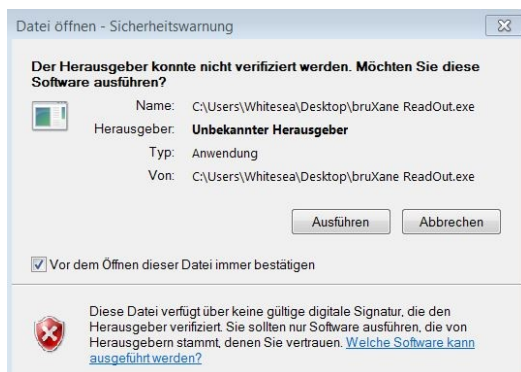 Datei öffnen - Sicherheitswarnung
Der Herausgeber konnte nicht verifiziert werden. Möchten Sie diese
Software ausführen?
Name: C:\Users\Whitesea\Desktop\bruXane ReadOut.exe
Herausgeber: Unbekannter Herausgeber
Typ: Anwendung
Von: C:\Users\Whitesea\Desktop\bruXane ReadOut.exe
Ausführen Abbrechen
Vor dem Öffnen dieser Datei immer bestätigen
Diese Datei verfügt über keine gültige digitale Signatur, die den
Herausgeber verifiziert. Sie sollten nur Software ausführen, die von
Herausgebern stammt, denen Sie vertrauen. Welche Software kann
ausgeführt werden?